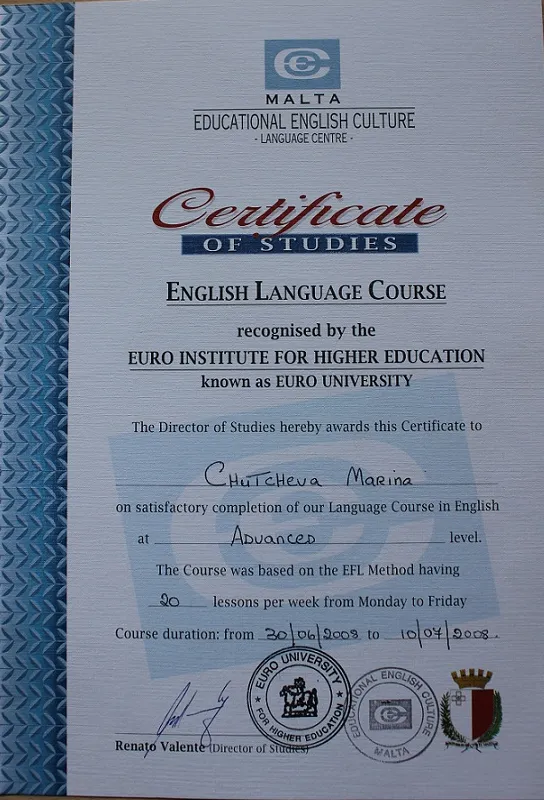 MALTA
EDUCATIONAL ENGLISH CULTURE
- LANGUAGE CENTRE -
Certificate
OF STUDIES
ENGLISH LANGUAGE COURSE
recognised by the
EURO INSTITUTE FOR HIGHER EDUCATION
known as EURO UNIVERSITY
The Director of Studies hereby awards this Certificate to
CHUTCHEVA MARINA
on satisfactory completion of our Language Course in English
at ADVANCED level.
The Course was based on the EFL Method having
20 lessons per week from Monday to Friday
Course duration: from 30/06/2008 to 10/07/2008.
EURO UNIVERSITY
FOR HIGHER EDUCATION
EDUCATIONAL ENGLISH CULTURE
MALTA
Renato Valente (Director of Studies)